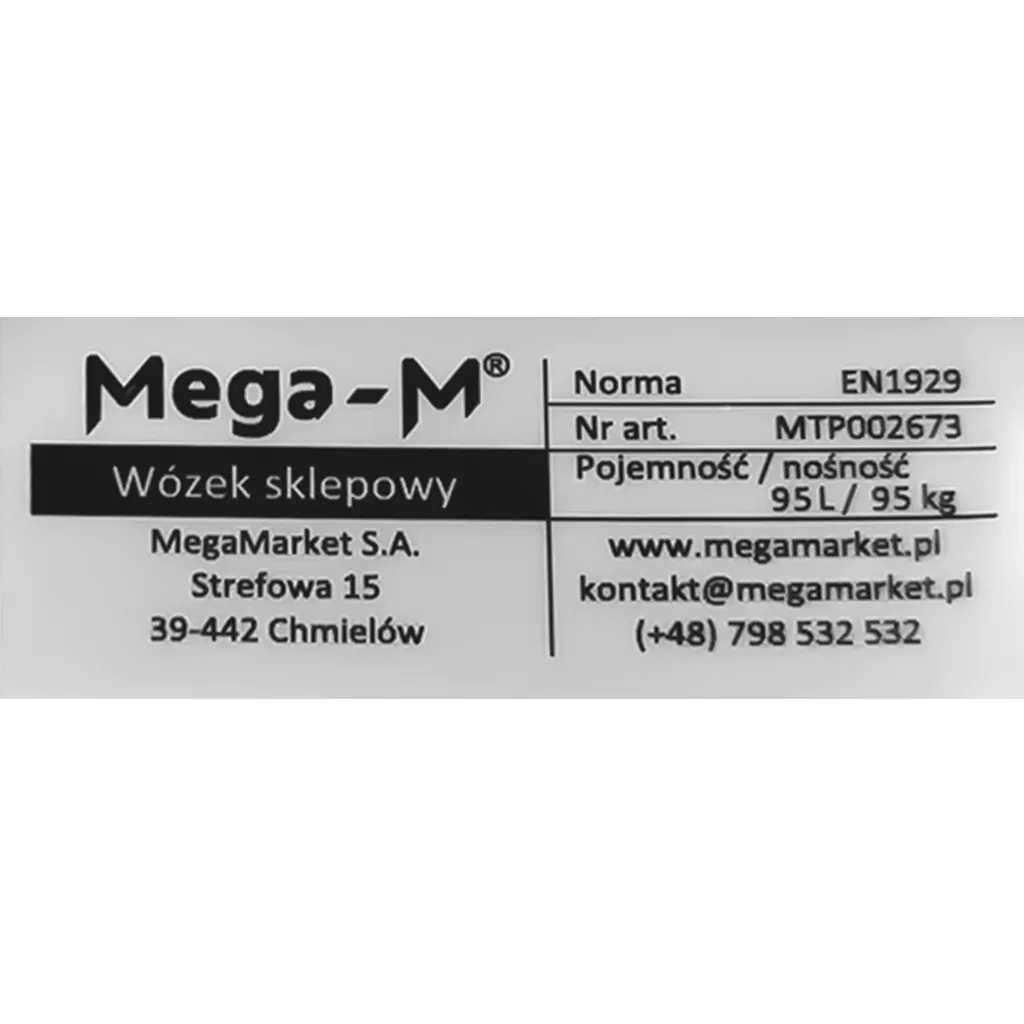 Mega-M®
Wózek sklepowy
MegaMarket S.A.
Strefowa 15
39-442 Chmielów
Norma EN1929
Nr art. MTP002673
Pojemność / nośność
95 L / 95 kg
www.megamarket.pl
kontakt@megamarket.pl
(+48) 798 532 532